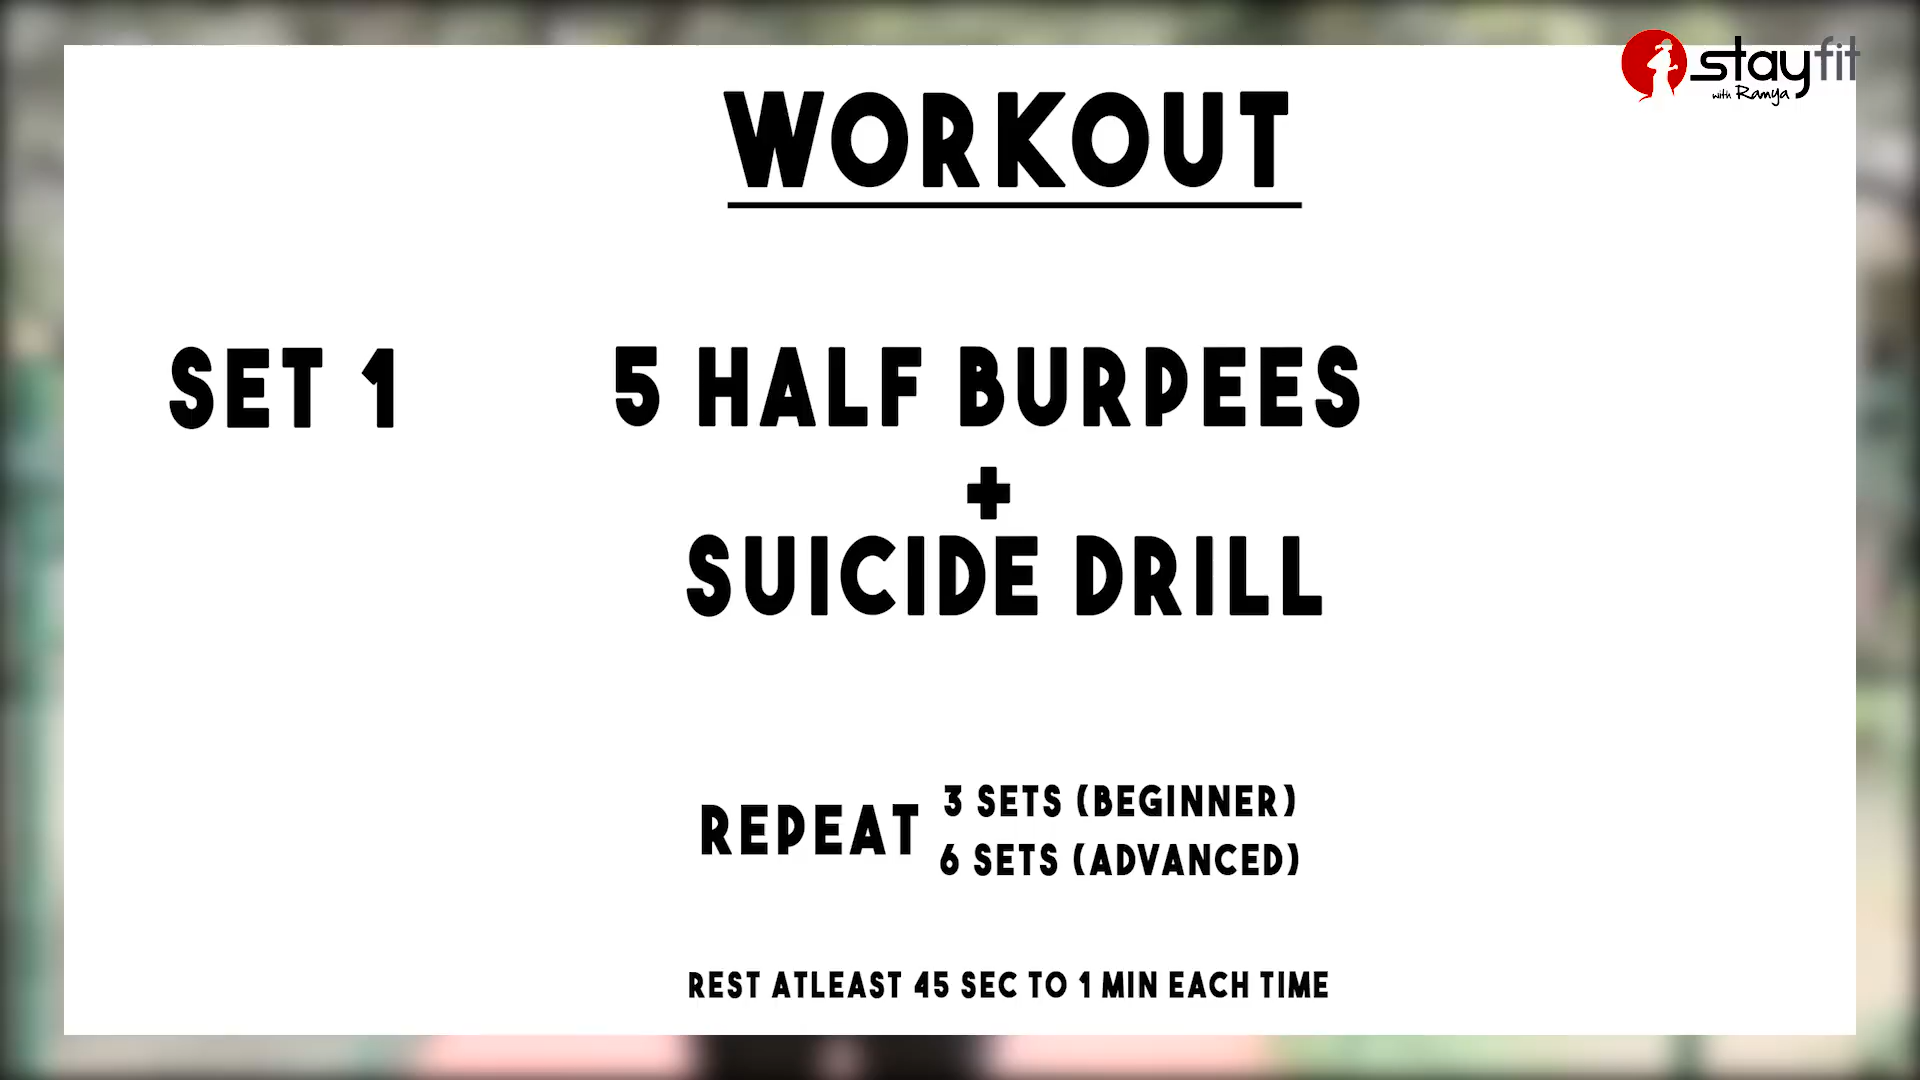 stayfit
with Ramya
WORKOUT
SET 1 5 HALF BURPEES
+
SUICIDE DRILL
REPEAT 3 SETS (BEGINNER)
6 SETS (ADVANCED)
REST ATLEAST 45 SEC TO 1 MIN EACH TIME